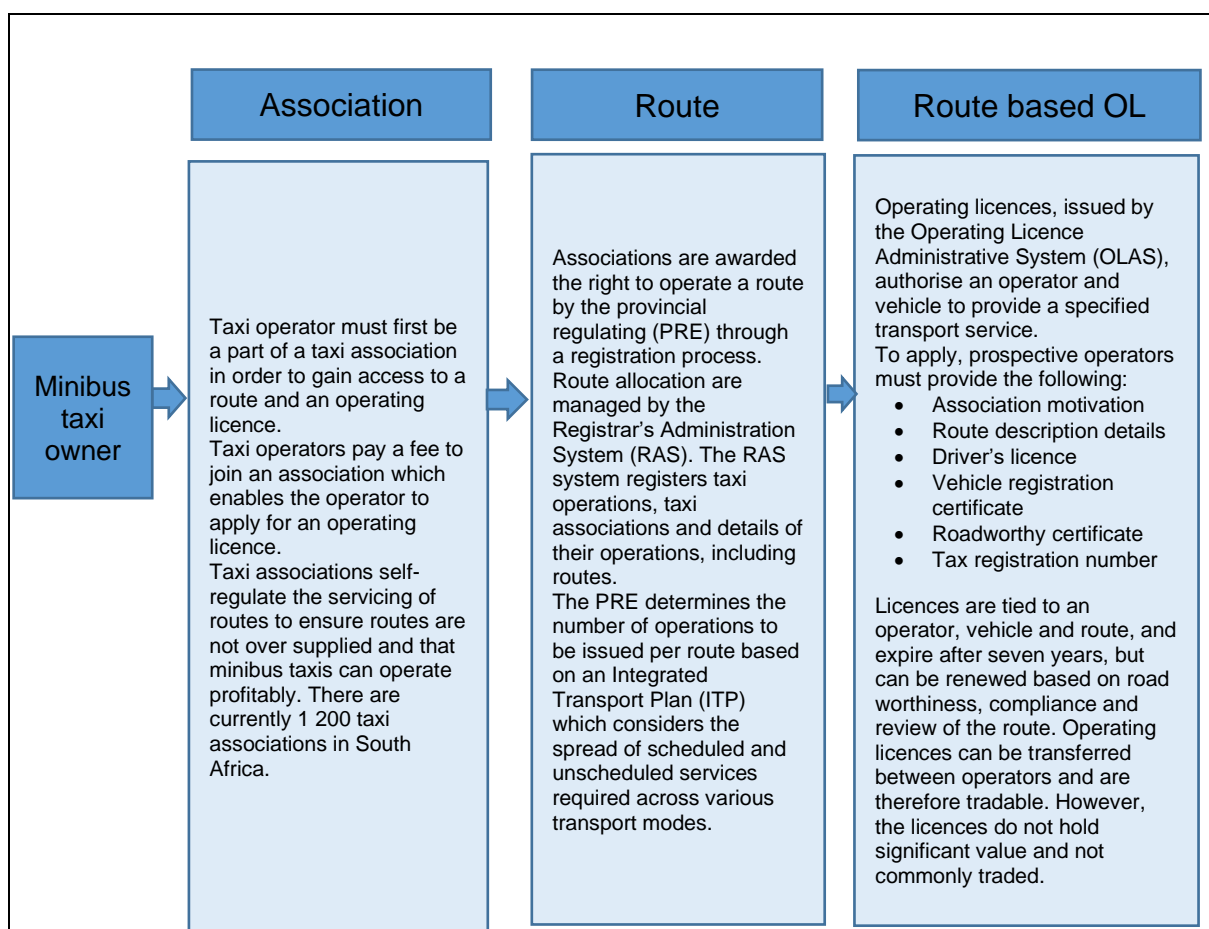 Minibus
taxi
owner
Association
Taxi operator must first be
a part of a taxi association
in order to gain access to a
route and an operating
licence.
Taxi operators pay a fee to
join an association which
enables the operator to
apply for an operating
licence.
Taxi associations self-
regulate the servicing of
routes to ensure routes are
not over supplied and that
minibus taxis can operate
profitably. There are
currently 1 200 taxi
associations in South
Africa.
Route
Associations are awarded
the right to operate a route
by the provincial
regulating (PRE) through
a registration process.
Route allocation are
managed by the
Registrar's Administration
System (RAS). The RAS
system registers taxi
operations, taxi
associations and details of
their operations, including
routes.
The PRE determines the
number of operations to
be issued per route based
on an Integrated
Transport Plan (ITP)
which considers the
spread of scheduled and
unscheduled services
required across various
transport modes.
Route based OL
Operating licences, issued by
the Operating Licence
Administrative System (OLAS),
authorise an operator and
vehicle to provide a specified
transport service.
To apply, prospective operators
must provide the following:
• Association motivation
• Route description details
• Driver's licence
• Vehicle registration
certificate
• Roadworthy certificate
• Tax registration number
Licences are tied to an
operator, vehicle and route, and
expire after seven years, but
can be renewed based on road
worthiness, compliance and
review of the route. Operating
licences can be transferred
between operators and are
therefore tradable. However,
the licences do not hold
significant value and not
commonly traded.